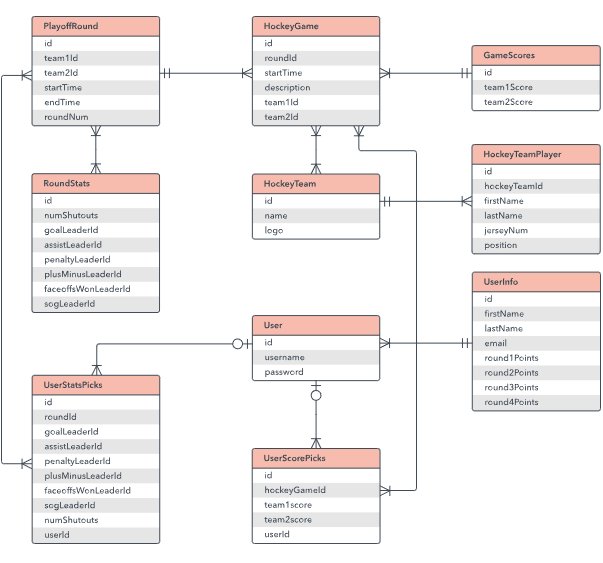 PlayoffRound
id
team1Id
team2Id
startTime
endTime
roundNum
HockeyGame
id
roundId
startTime
description
team1Id
team2Id
GameScores
id
team1Score
team2Score
RoundStats
id
numShutouts
goalLeaderId
assistLeaderId
penaltyLeaderId
plusMinusLeaderId
faceoffsWonLeaderId
sogLeaderId
HockeyTeam
id
name
logo
HockeyTeamPlayer
id
hockeyTeamId
firstName
lastName
jerseyNum
position
UserInfo
id
firstName
lastName
email
round1Points
round2Points
round3Points
round4Points
User
id
username
password
UserStatsPicks
id
roundId
goalLeaderId
assistLeaderId
penaltyLeaderId
plusMinusLeaderId
faceoffsWonLeaderId
sogLeaderId
numShutouts
userId
UserScorePicks
id
hockeyGameId
team1score
team2score
userId